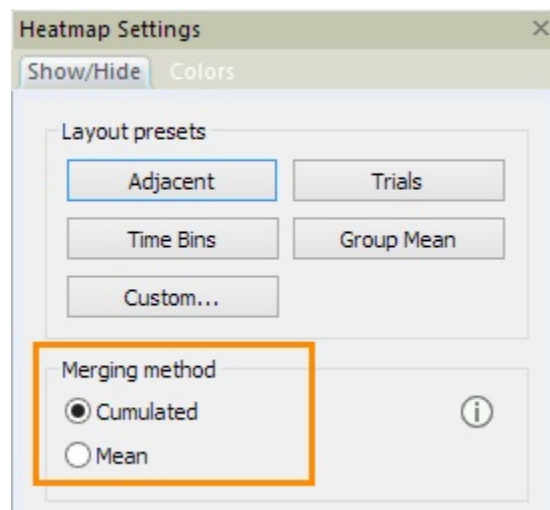 Heatmap Settings
Show/Hide Colors
Layout presets
Adjacent Trials
Time Bins Group Mean
Custom...
Merging method
Cumulated
Mean